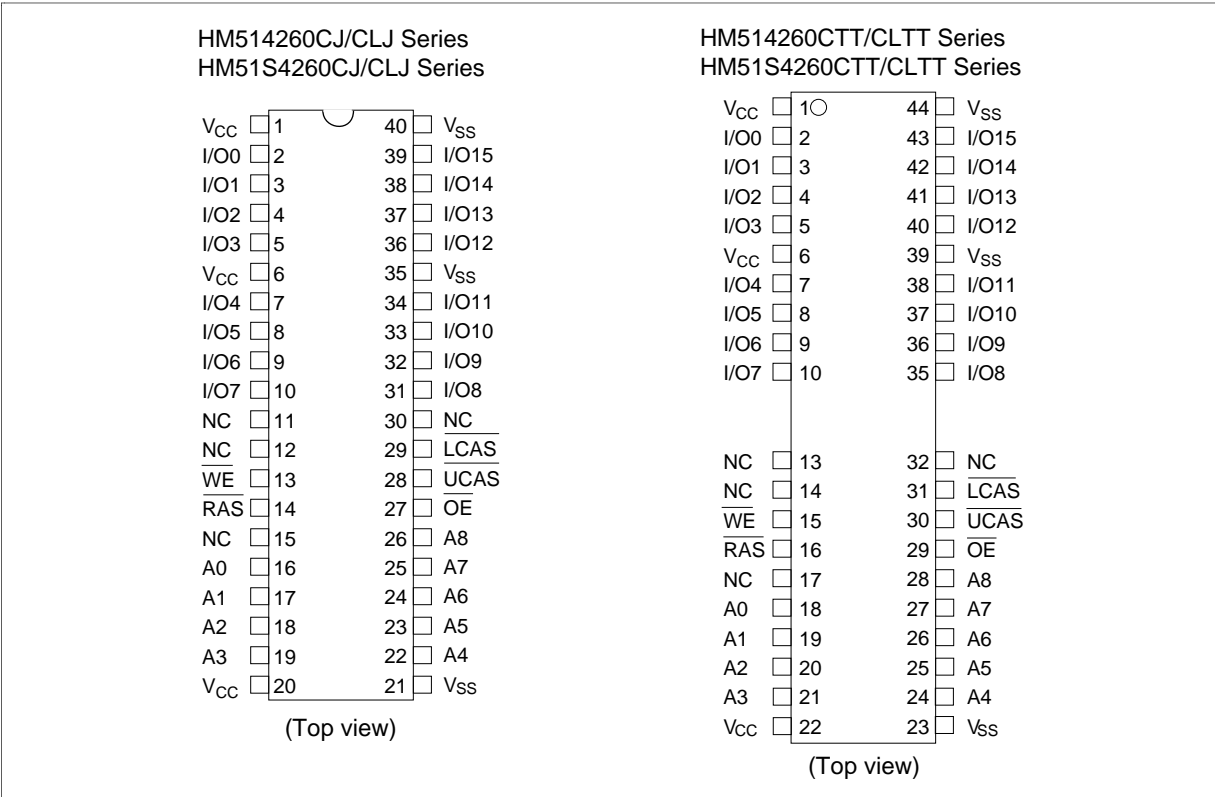 HM514260CJ/CLJ Series
HM51S4260CJ/CLJ Series
VCC 1 40 VSS
I/O0 2 39 I/O15
I/O1 3 38 I/O14
I/O2 4 37 I/O13
I/O3 5 36 I/O12
VCC 6 35 VSS
I/O4 7 34 I/O11
I/O5 8 33 I/O10
I/O6 9 32 I/O9
I/O7 10 31 I/O8
NC 11 30 NC
NC 12 29 LCAS
WE 13 28 UCAS
RAS 14 27 OE
NC 15 26 A8
A0 16 25 A7
A1 17 24 A6
A2 18 23 A5
A3 19 22 A4
VCC 20 21 VSS
(Top view)
HM514260CTT/CLTT Series
HM51S4260CTT/CLTT Series
VCC 1 44 VSS
I/O0 2 43 I/O15
I/O1 3 42 I/O14
I/O2 4 41 I/O13
I/O3 5 40 I/O12
VCC 6 39 VSS
I/O4 7 38 I/O11
I/O5 8 37 I/O10
I/O6 9 36 I/O9
I/O7 10 35 I/O8
NC 13 32 NC
NC 14 31 LCAS
WE 15 30 UCAS
RAS 16 29 OE
NC 17 28 A8
A0 18 27 A7
A1 19 26 A6
A2 20 25 A5
A3 21 24 A4
VCC 22 23 VSS
(Top view)